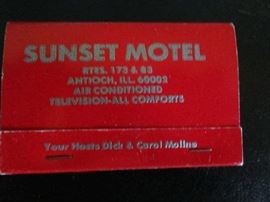 SUNSET MOTEL
RTES. 173 & 83
ANTIOCH, ILL. 60002
AIR CONDITIONED
TELEVISION-ALL COMFORTS
Your Hosts Dick & Carol Moline